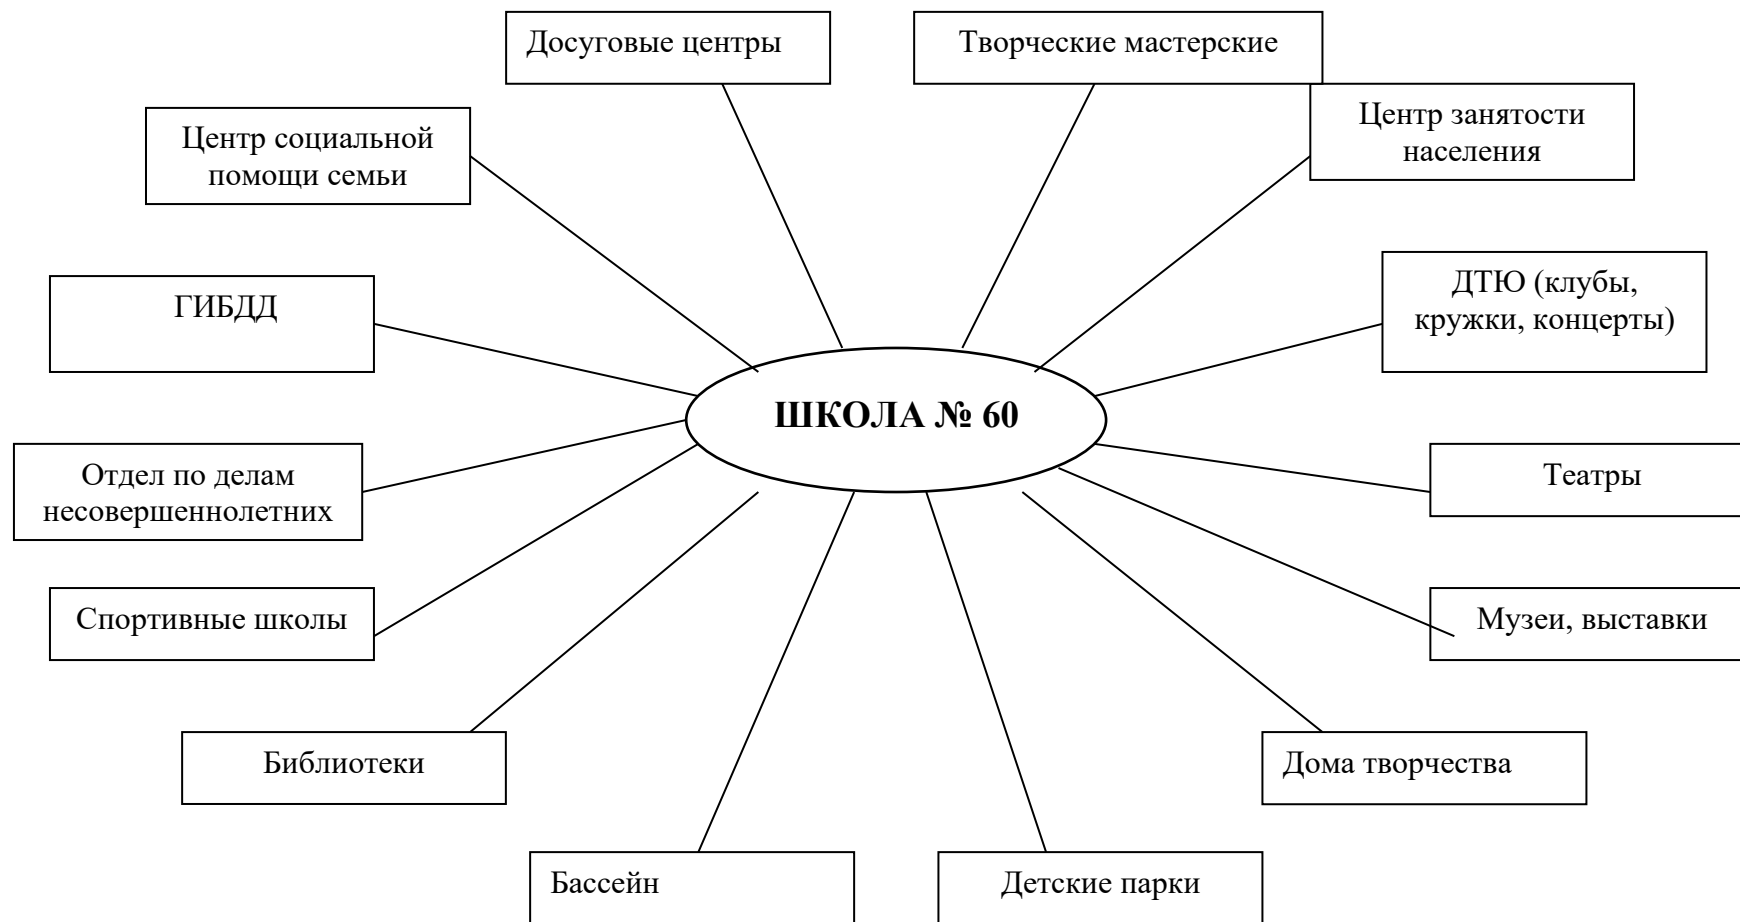 Досуговые центры
Творческие мастерские
Центр социальной
помощи семьи
Центр занятости
населения
ГИБДД
ДТЮ (клубы,
кружки, концерты)
ШКОЛА № 60
Отдел по делам
несовершеннолетних
Театры
Спортивные школы
Музеи, выставки
Библиотеки
Дома творчества
Бассейн
Детские парки